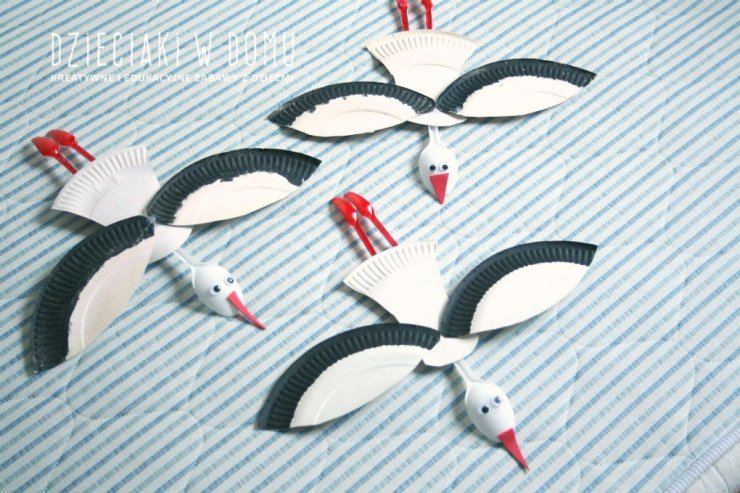 DZIECIAKI W DOMU
KREATYWNE I EDUKACYJNE ZABAWY Z DZIEĆMI